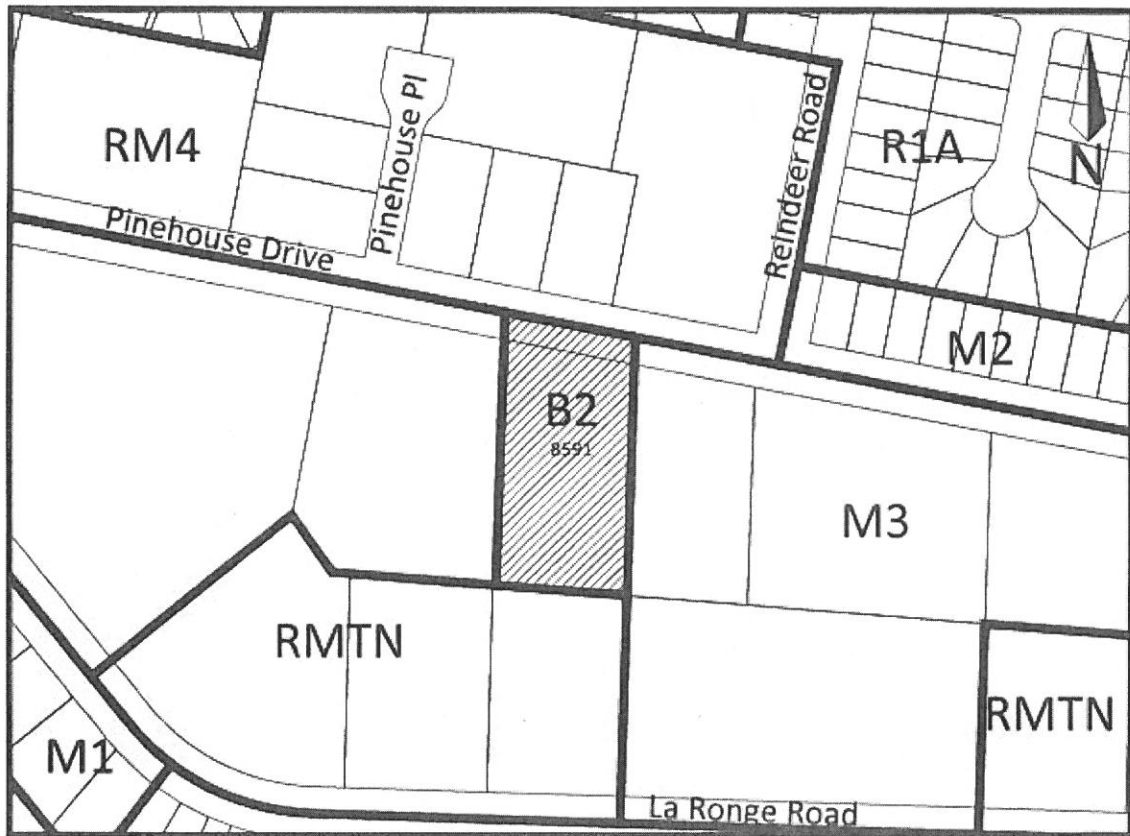 RM4
Pinehouse Pl
Pinehouse Drive
Reindeer Road
R1A
N
M2
B2
8591
M3
RMTN
RMTN
M1
La Ronge Road